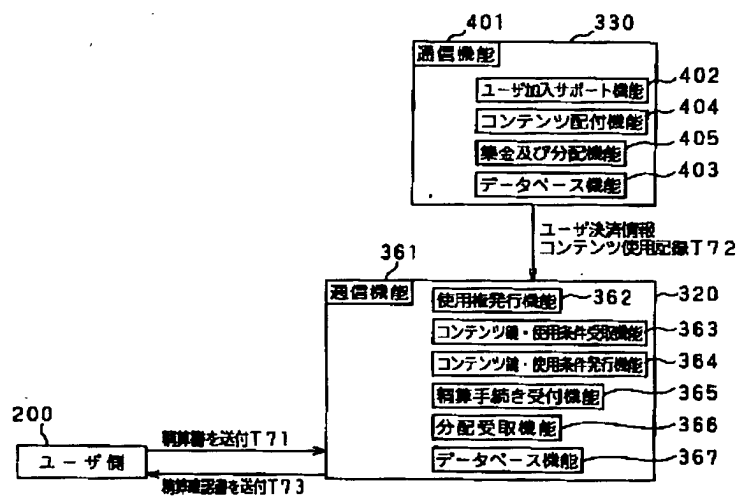 401
330
通信機能
ユーザ加入サポート機能
402
コンテンツ配付機能
404
集金及び分配機能
405
データベース機能
403
ユーザ決済情報
コンテンツ使用記録T72
361
通信機能
使用権発行機能
362
320
コンテンツ鍵・使用条件受取機能
363
コンテンツ鍵・使用条件発行機能
364
精算手続き受付機能
365
分配受取機能
366
データベース機能
367
200
ユーザ側
精算書を送付T71
精算確認書を送付T73